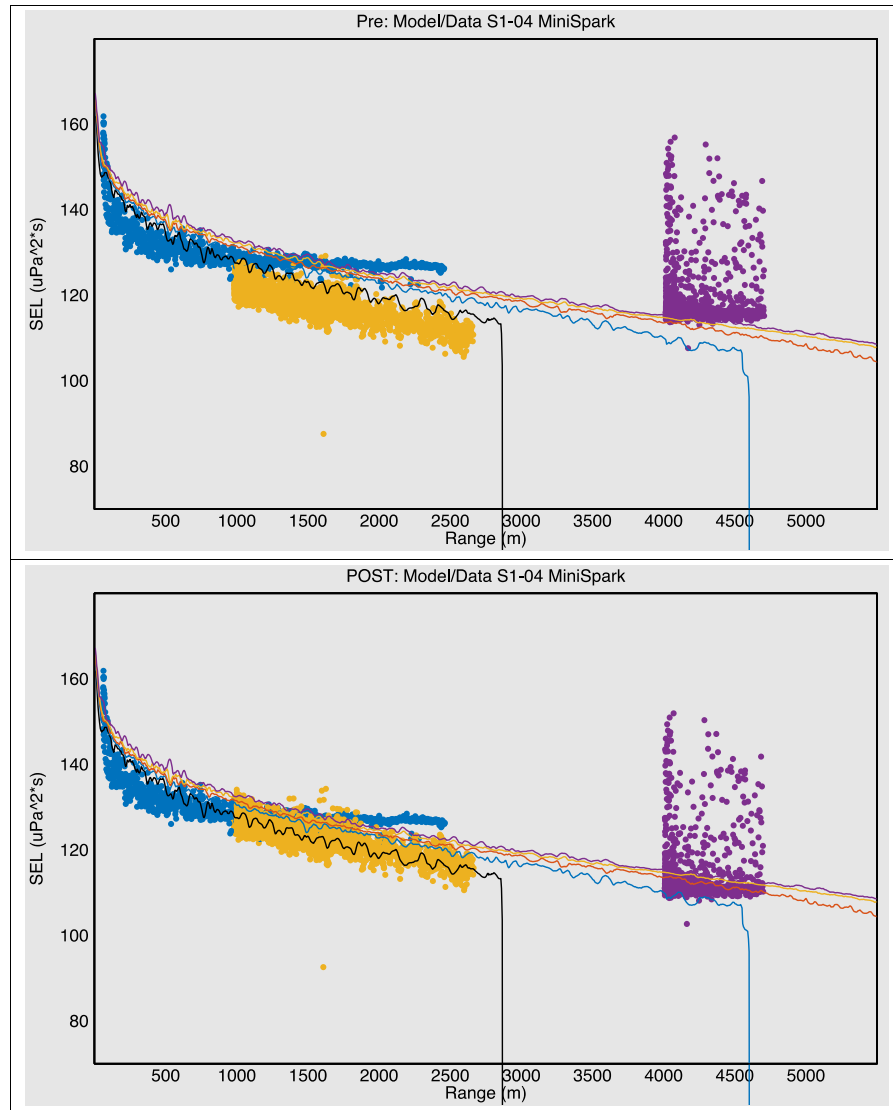 Pre: Model/Data S1-04 MiniSpark
160
140
120
100
80
SEL (uPa^2*s)
500 1000 1500 2000 2500 3000 3500 4000 4500 5000
Range (m)
POST: Model/Data S1-04 MiniSpark
160
140
120
100
80
SEL (uPa^2*s)
500 1000 1500 2000 2500 3000 3500 4000 4500 5000
Range (m)